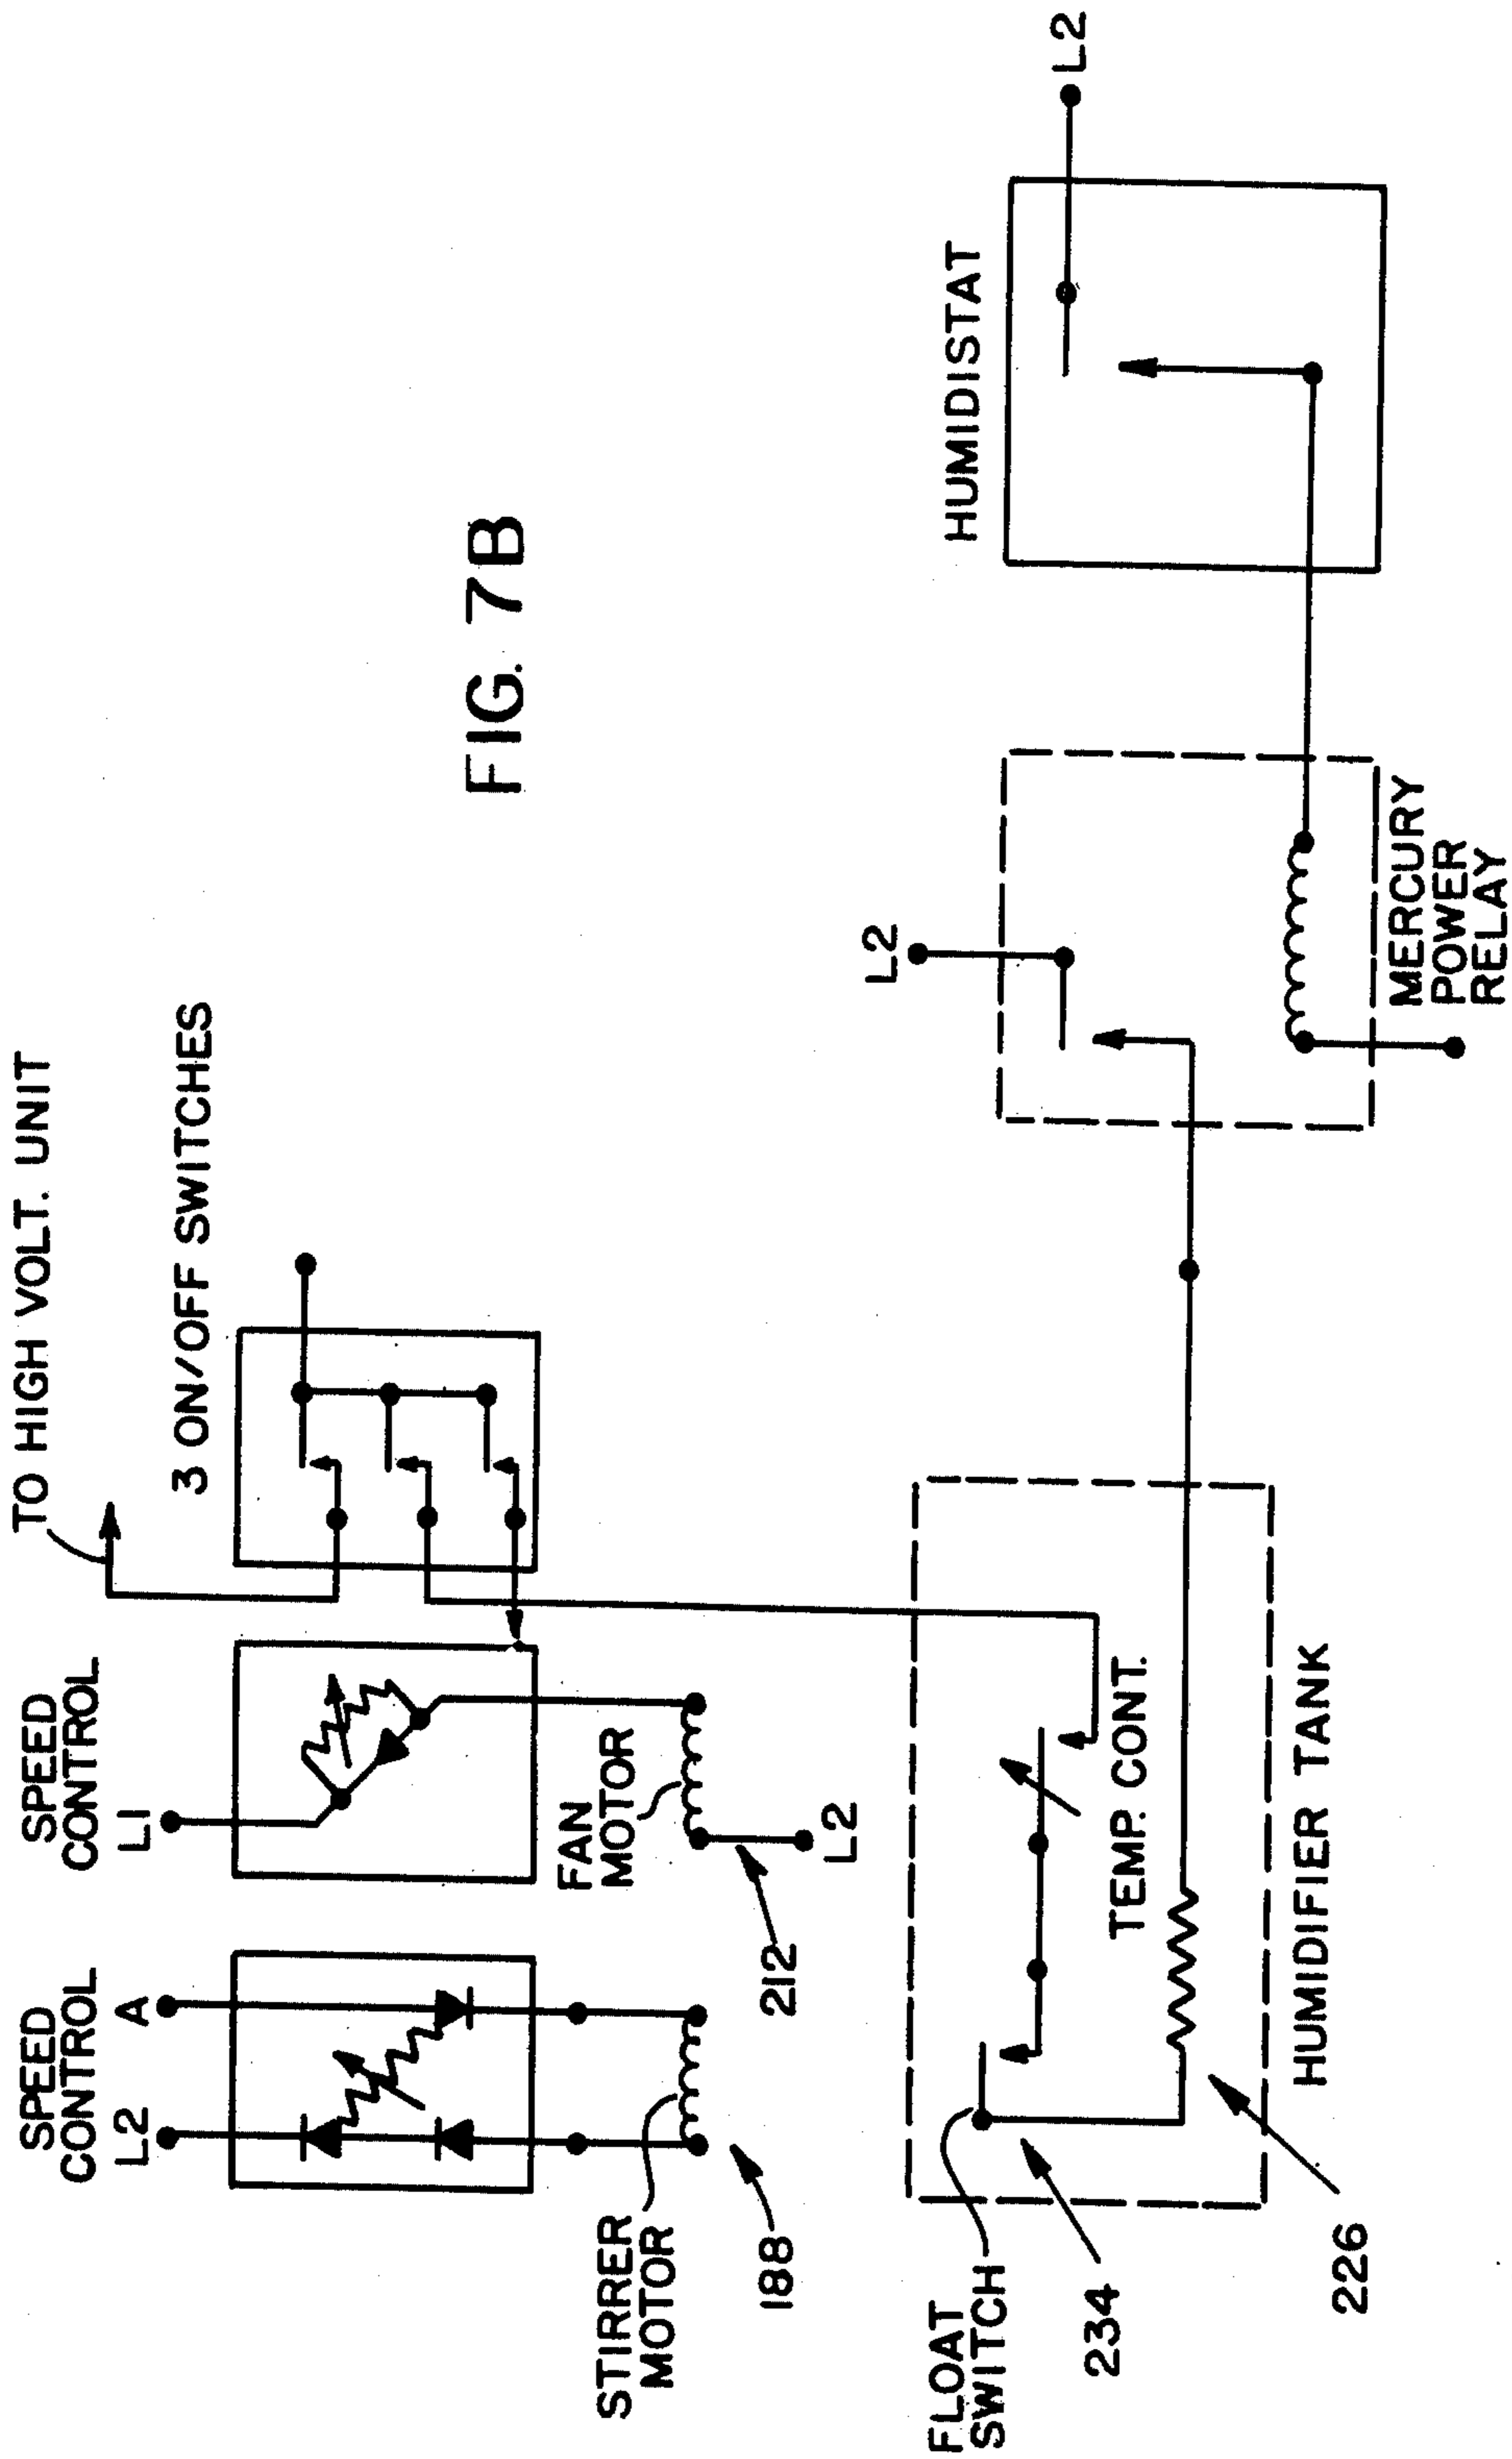 TO HIGH VOLT. UNIT
SPEED
CONTROL
L2
A
SPEED
CONTROL
L1
3 ON/OFF SWITCHES
FIG. 7B
STIRRER
MOTOR
188
FAN
MOTOR
212
L2
FLOAT
SWITCH
234
TEMP. CONT.
226
HUMIDIFIER TANK
L2
MERCURY
POWER
RELAY
HUMIDISTAT
L2